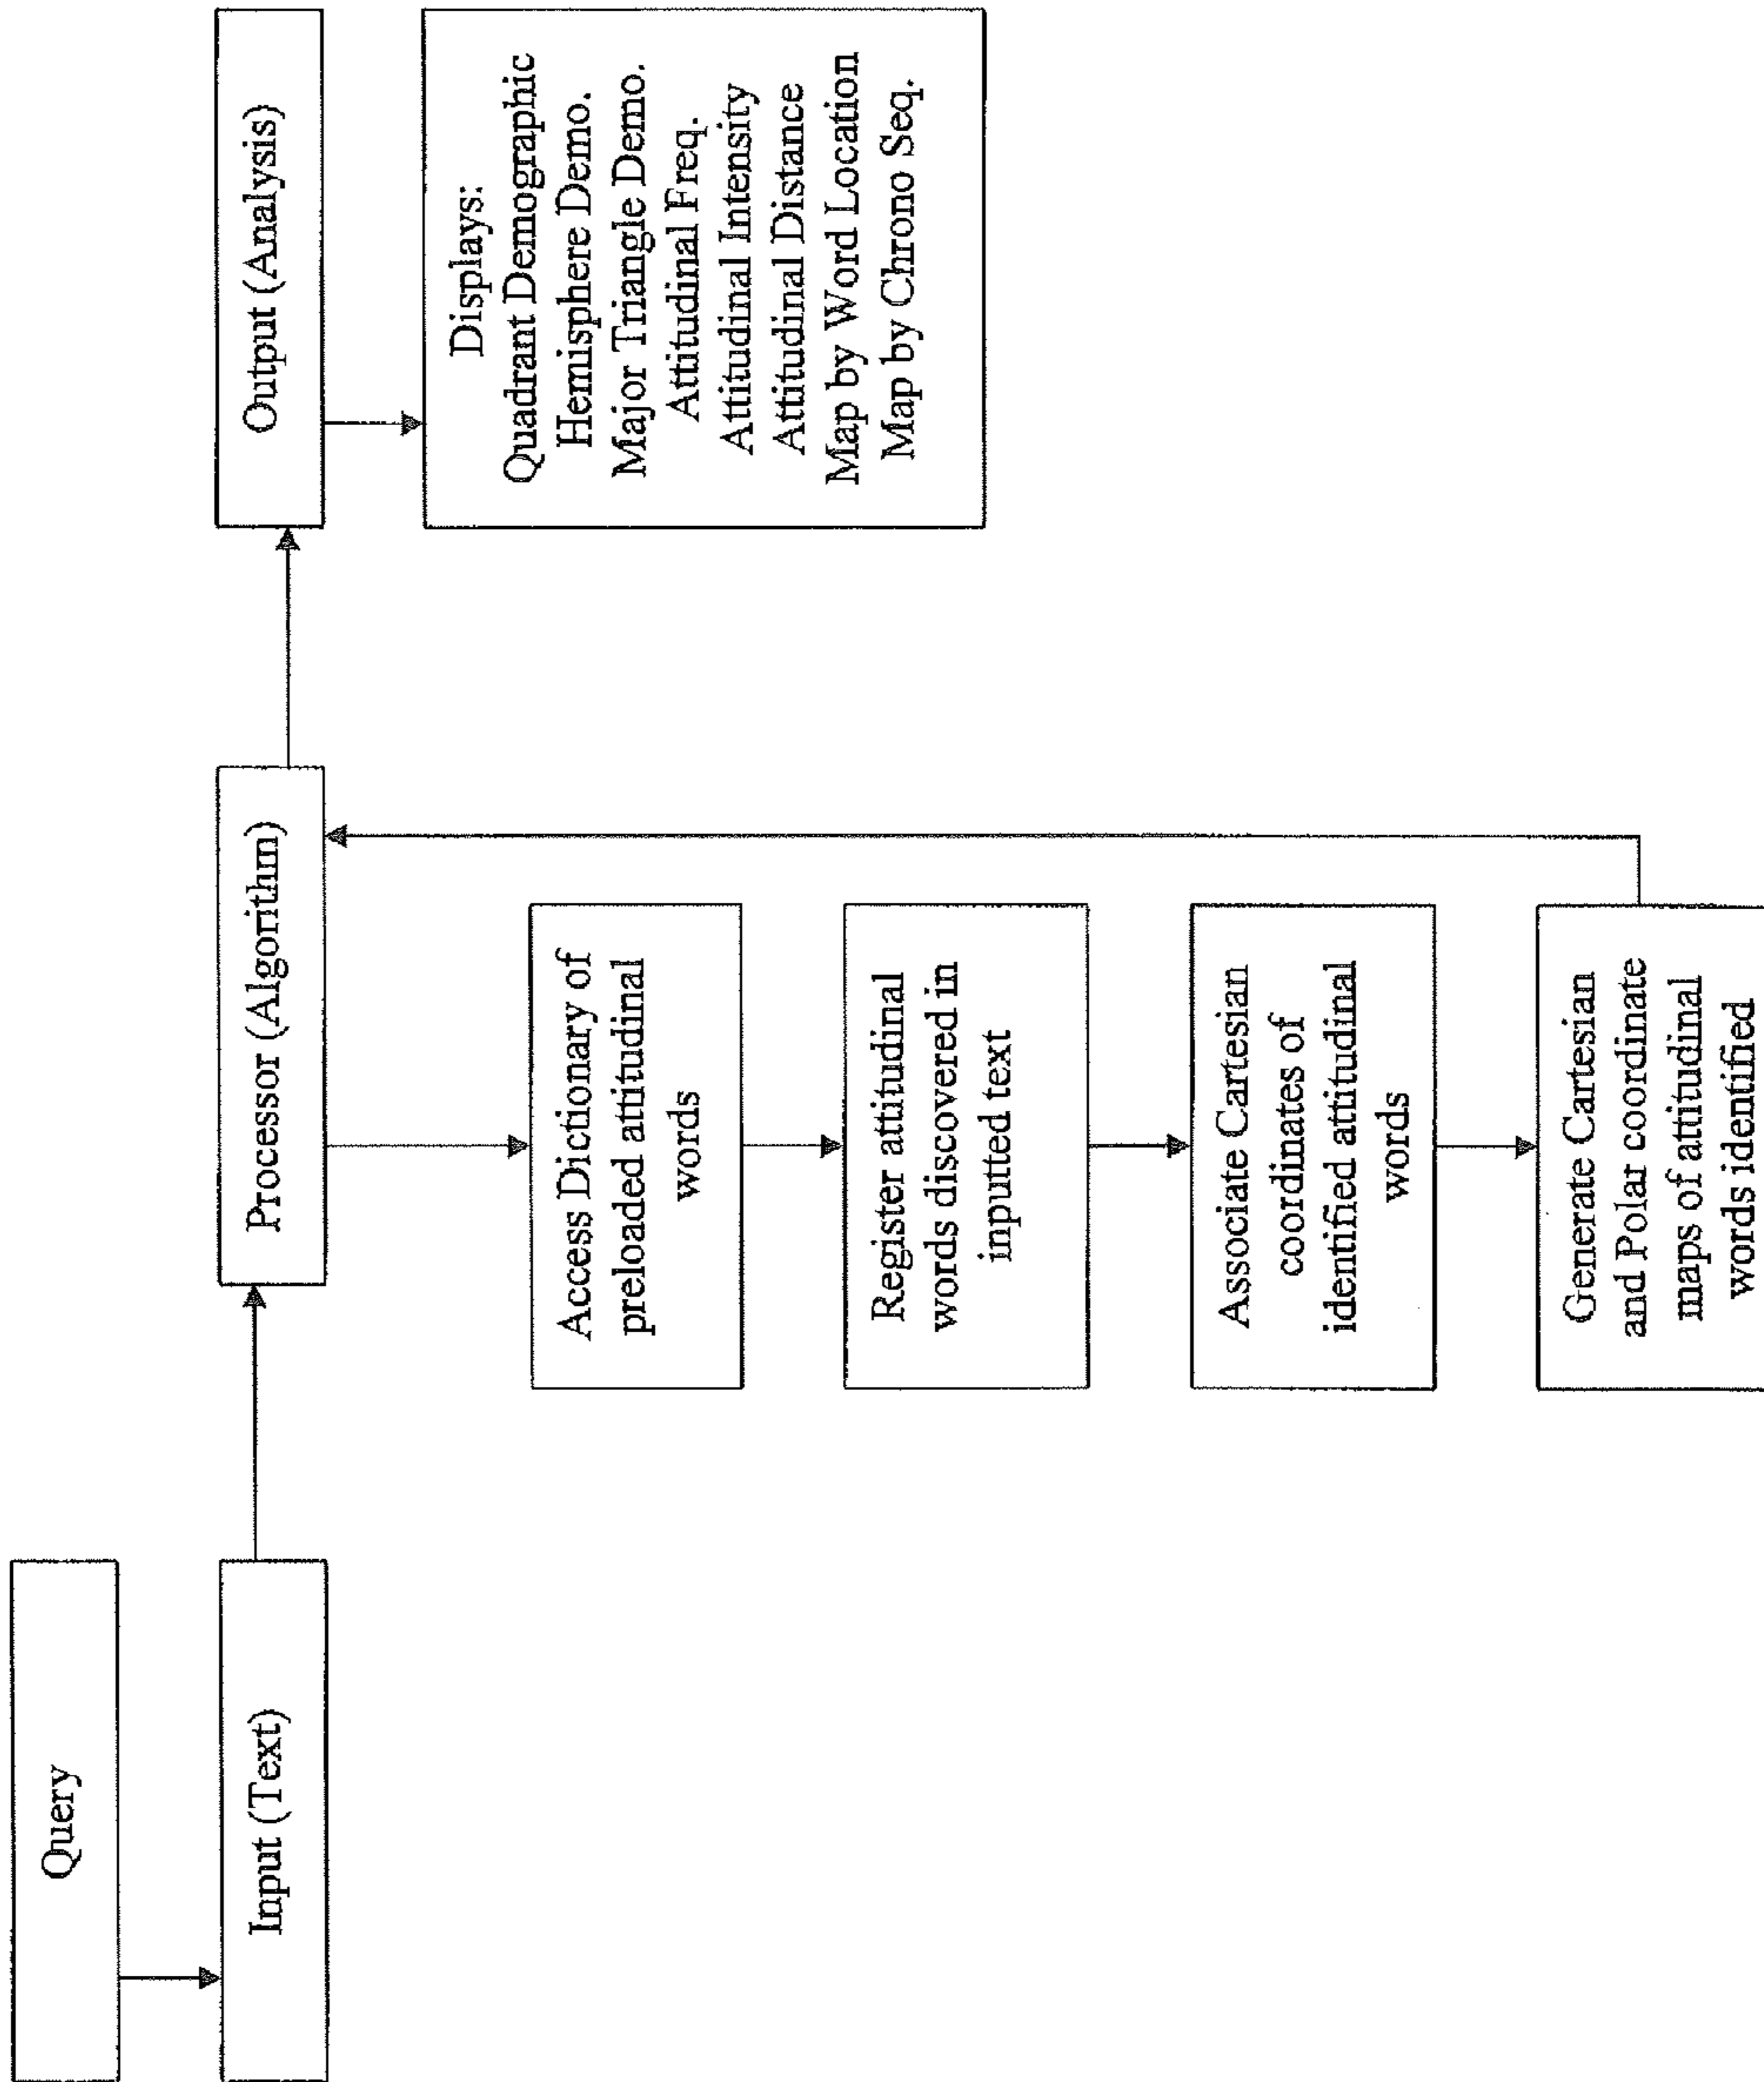 Query
Input (Text)
Processor (Algorithm)
Access Dictionary of
preloaded attitudinal
words
Register attitudinal
words discovered in
inputted text
Associate Cartesian
coordinates of
identified attitudinal
words
Generate Cartesian
and Polar coordinate
maps of attitudinal
words identified
Output (Analysis)
Displays:
Quadrant Demographic
Hemisphere Demo.
Major Triangle Demo.
Attitudinal Freq.
Attitudinal Intensity
Attitudinal Distance
Map by Word Location
Map by Chrono Seq.